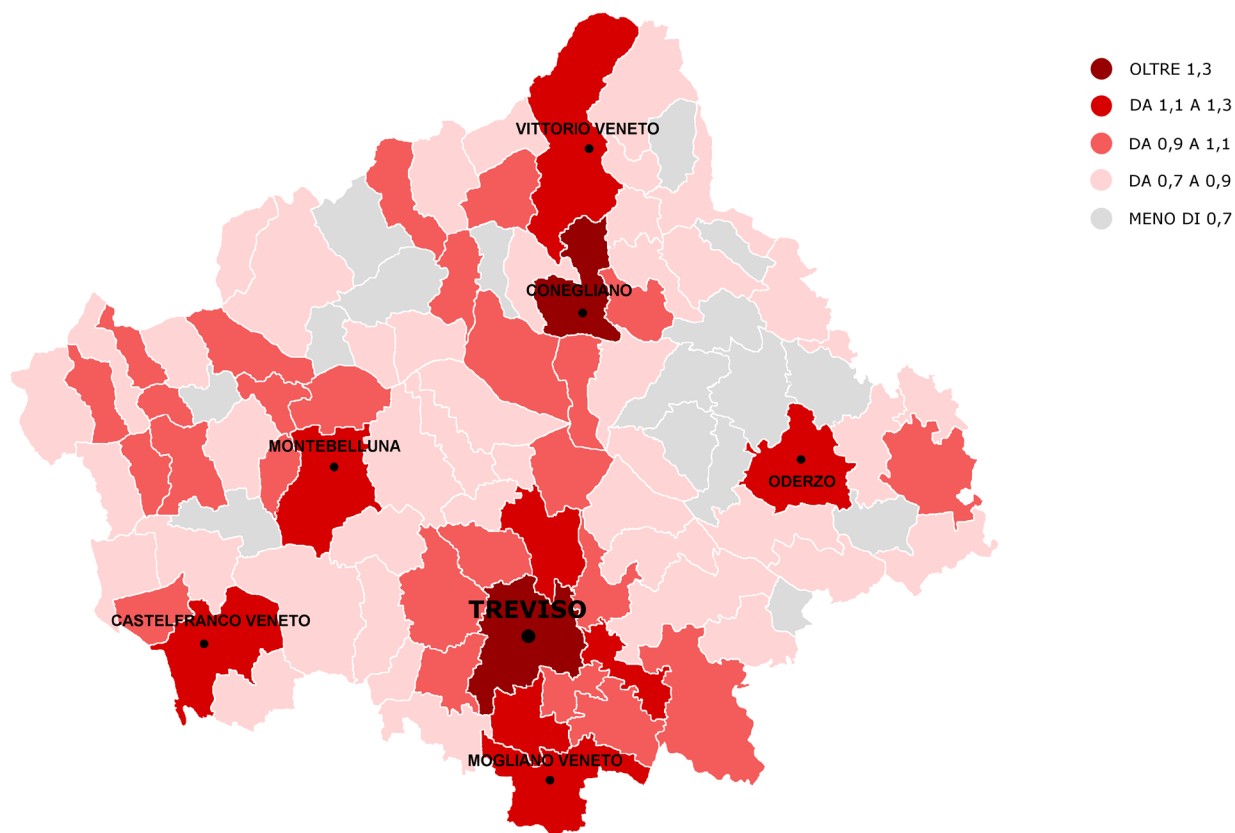 OLTRE 1,3
DA 1,1 A 1,3
VITTORIO VENETO
DA 0,9 A 1,1
DA 0,7 A 0,9
MENO DI 0,7
CONEGLIANO
MONTEBELLUNA
ODERZO
TREVISO
CASTELFRANCO VENETO
MOGLIANO VENETO